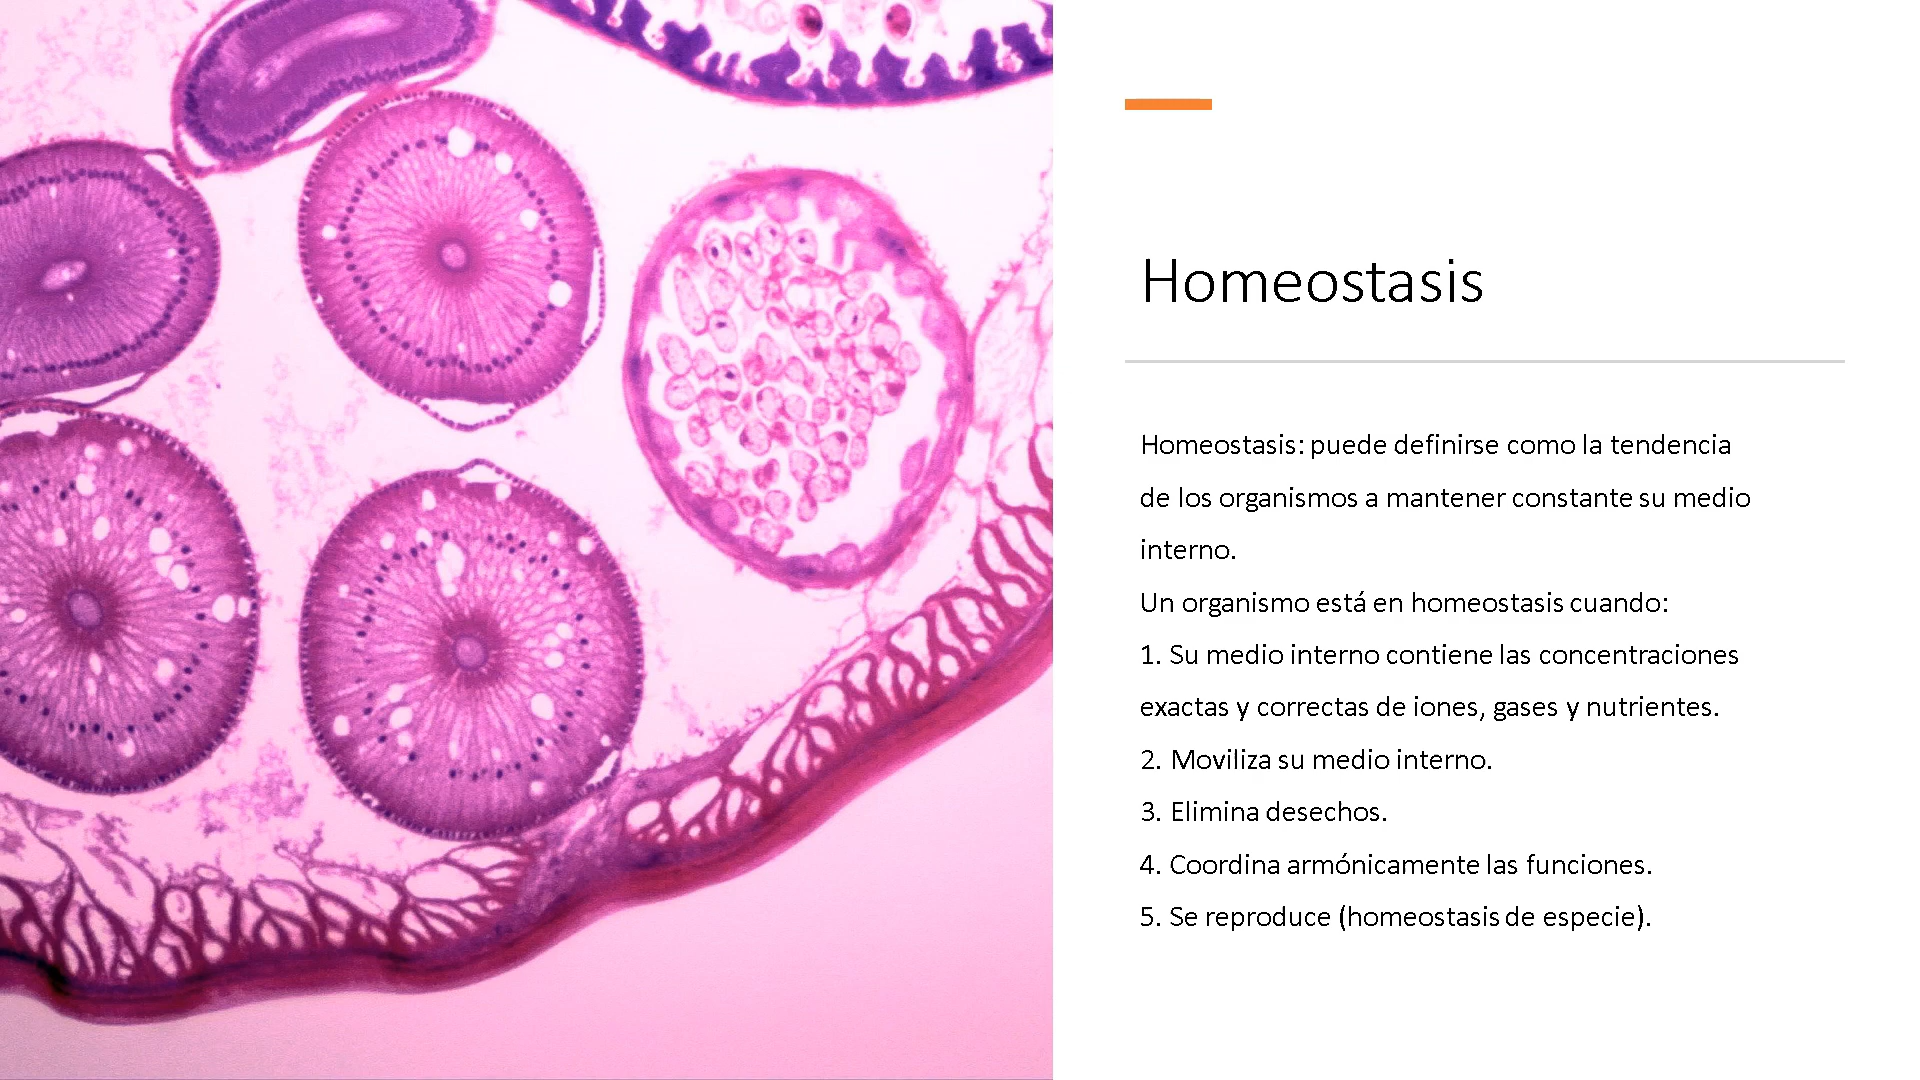 Homeostasis
Homeostasis: puede definirse como la tendencia
de los organismos a mantener constante su medio
interno.
Un organismo está en homeostasis cuando:
1. Su medio interno contiene las concentraciones
exactas y correctas de iones, gases y nutrientes.
2. Moviliza su medio interno.
3. Elimina desechos.
4. Coordina armónicamente las funciones.
5. Se reproduce (homeostasis de especie).